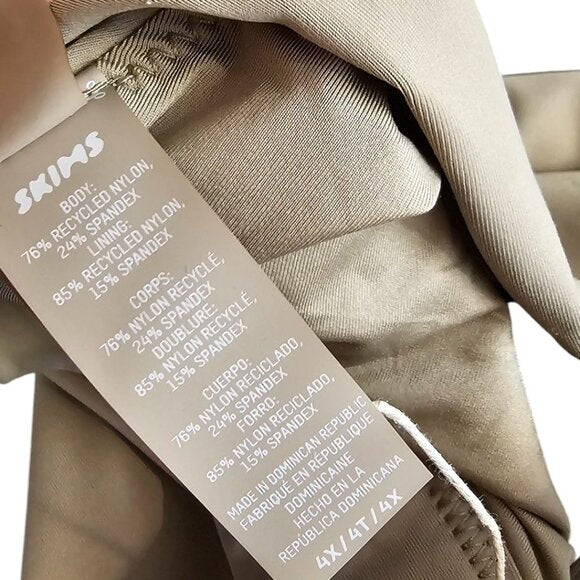 SKIMS
BODY:
76% RECYCLED NYLON,
24% SPANDEX
LINING:
85% RECYCLED NYLON,
15% SPANDEX
CORPS:
76% NYLON RECYCLÉ,
24% SPANDEX
DOUBLURE:
85% NYLON RECYCLÉ,
15% SPANDEX
CUERPO:
76% NYLON RECICLADO,
24% SPANDEX
FORRO:
85% NYLON RECICLADO,
15% SPANDEX
MADE IN DOMINICAN REPUBLIC
FABRIQUÉ EN RÉPUBLIQUE
DOMINICAINE
HECHO EN LA
REPÚBLICA DOMINICANA
4X / 4T / 4X